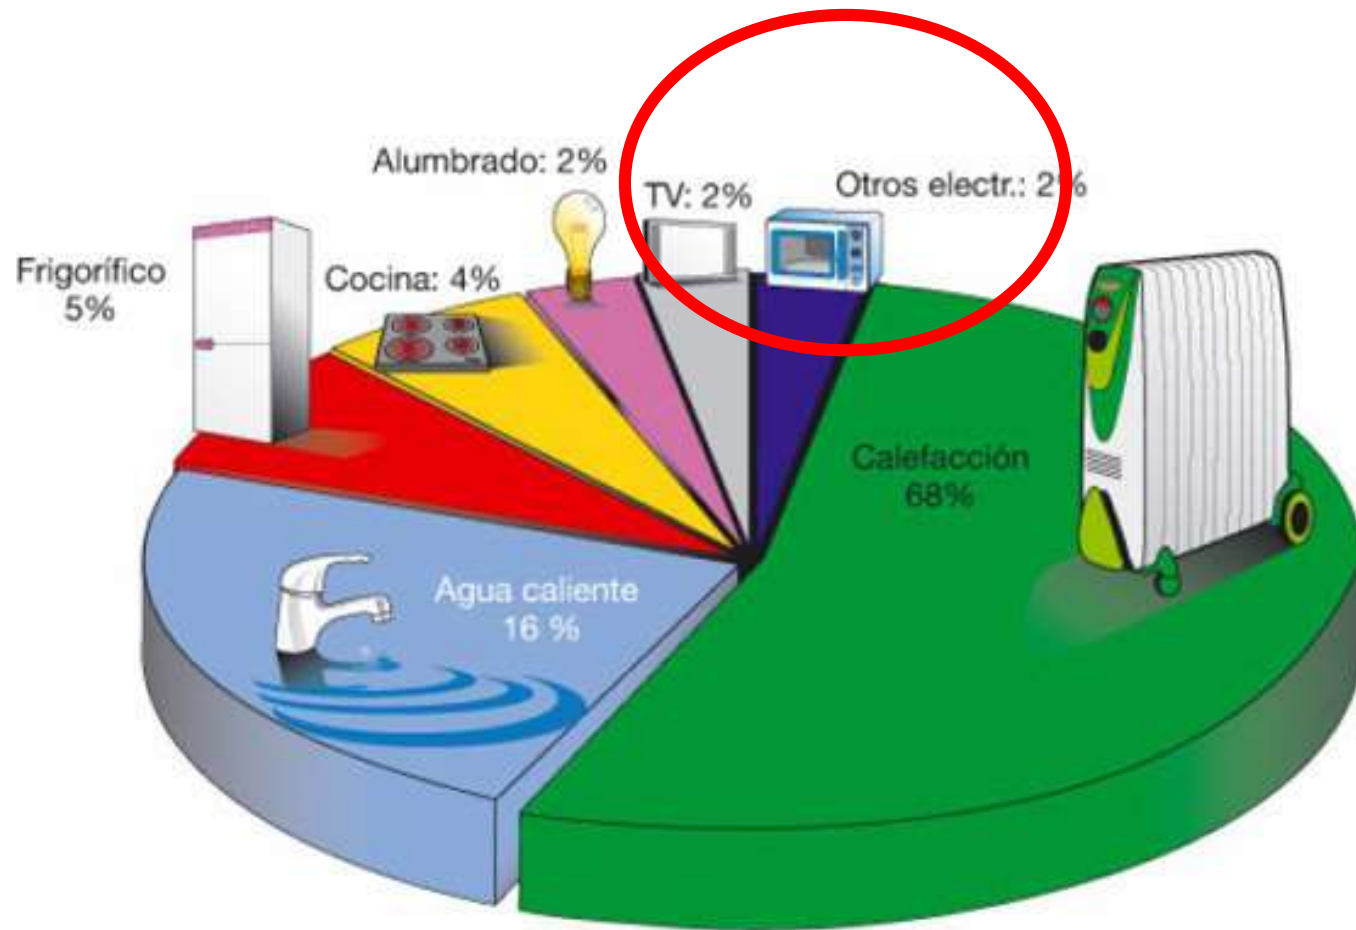 Alumbrado: 2%
TV: 2%
Otros electr.: 2%
Frigorífico
5%
Cocina: 4%
Calefacción
68%
Agua caliente
16 %